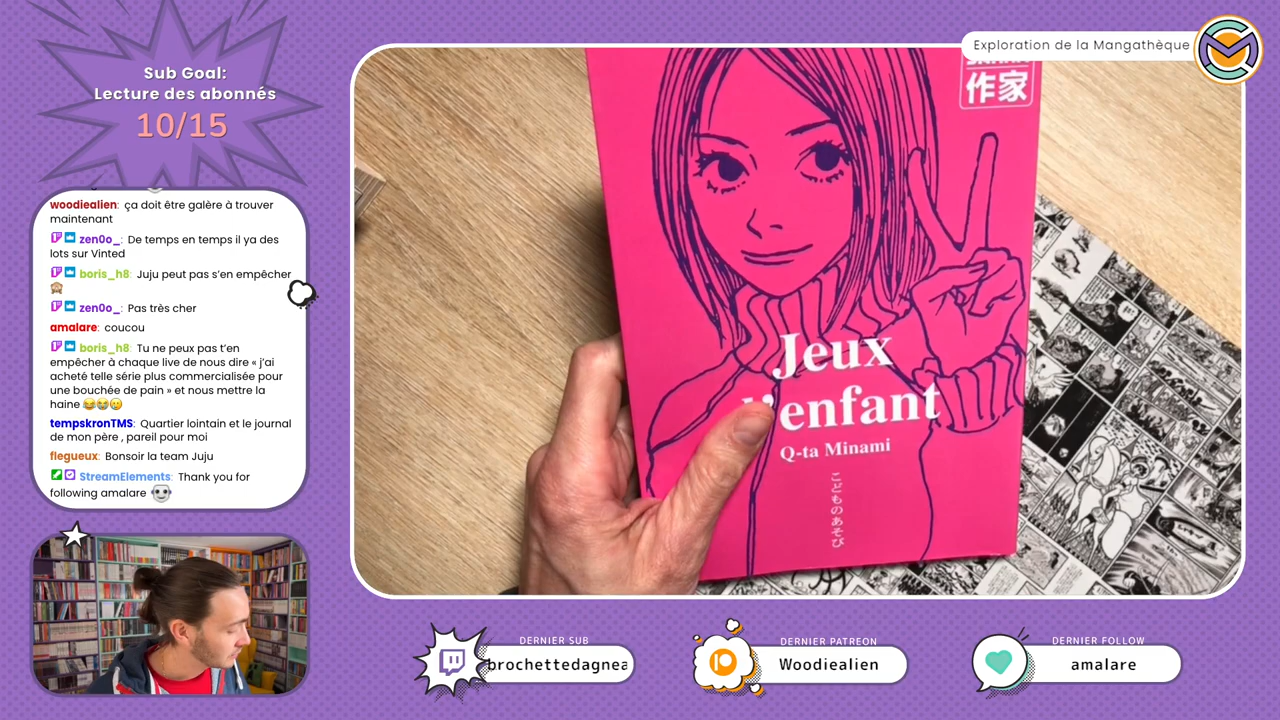 Sub Goal:
Lecture des abonnés
10/15
woodiealien: ça doit être galère à trouver
maintenant
zen0o_: De temps en temps il ya des
lots sur Vinted
boris_h8: Juju peut pas s’en empêcher
🙈
zen0o_: Pas très cher
amalare: coucou
boris_h8: Tu ne peux pas t’en
empêcher à chaque live de nous dire « j’ai
acheté telle série plus commercialisée pour
une bouchée de pain » et nous mettre la
haine 😂😂🥲
tempskronTMS: Quartier lointain et le journal
de mon père , pareil pour moi
flegueux: Bonsoir la team Juju
StreamElements: Thank you for
following amalare
Exploration de la Mangathèque
作家
Jeux
enfant
Q-ta Minami
こどものあそび
DERNIER SUB
brochettedagnea
DERNIER PATREON
Woodiealien
DERNIER FOLLOW
amalare